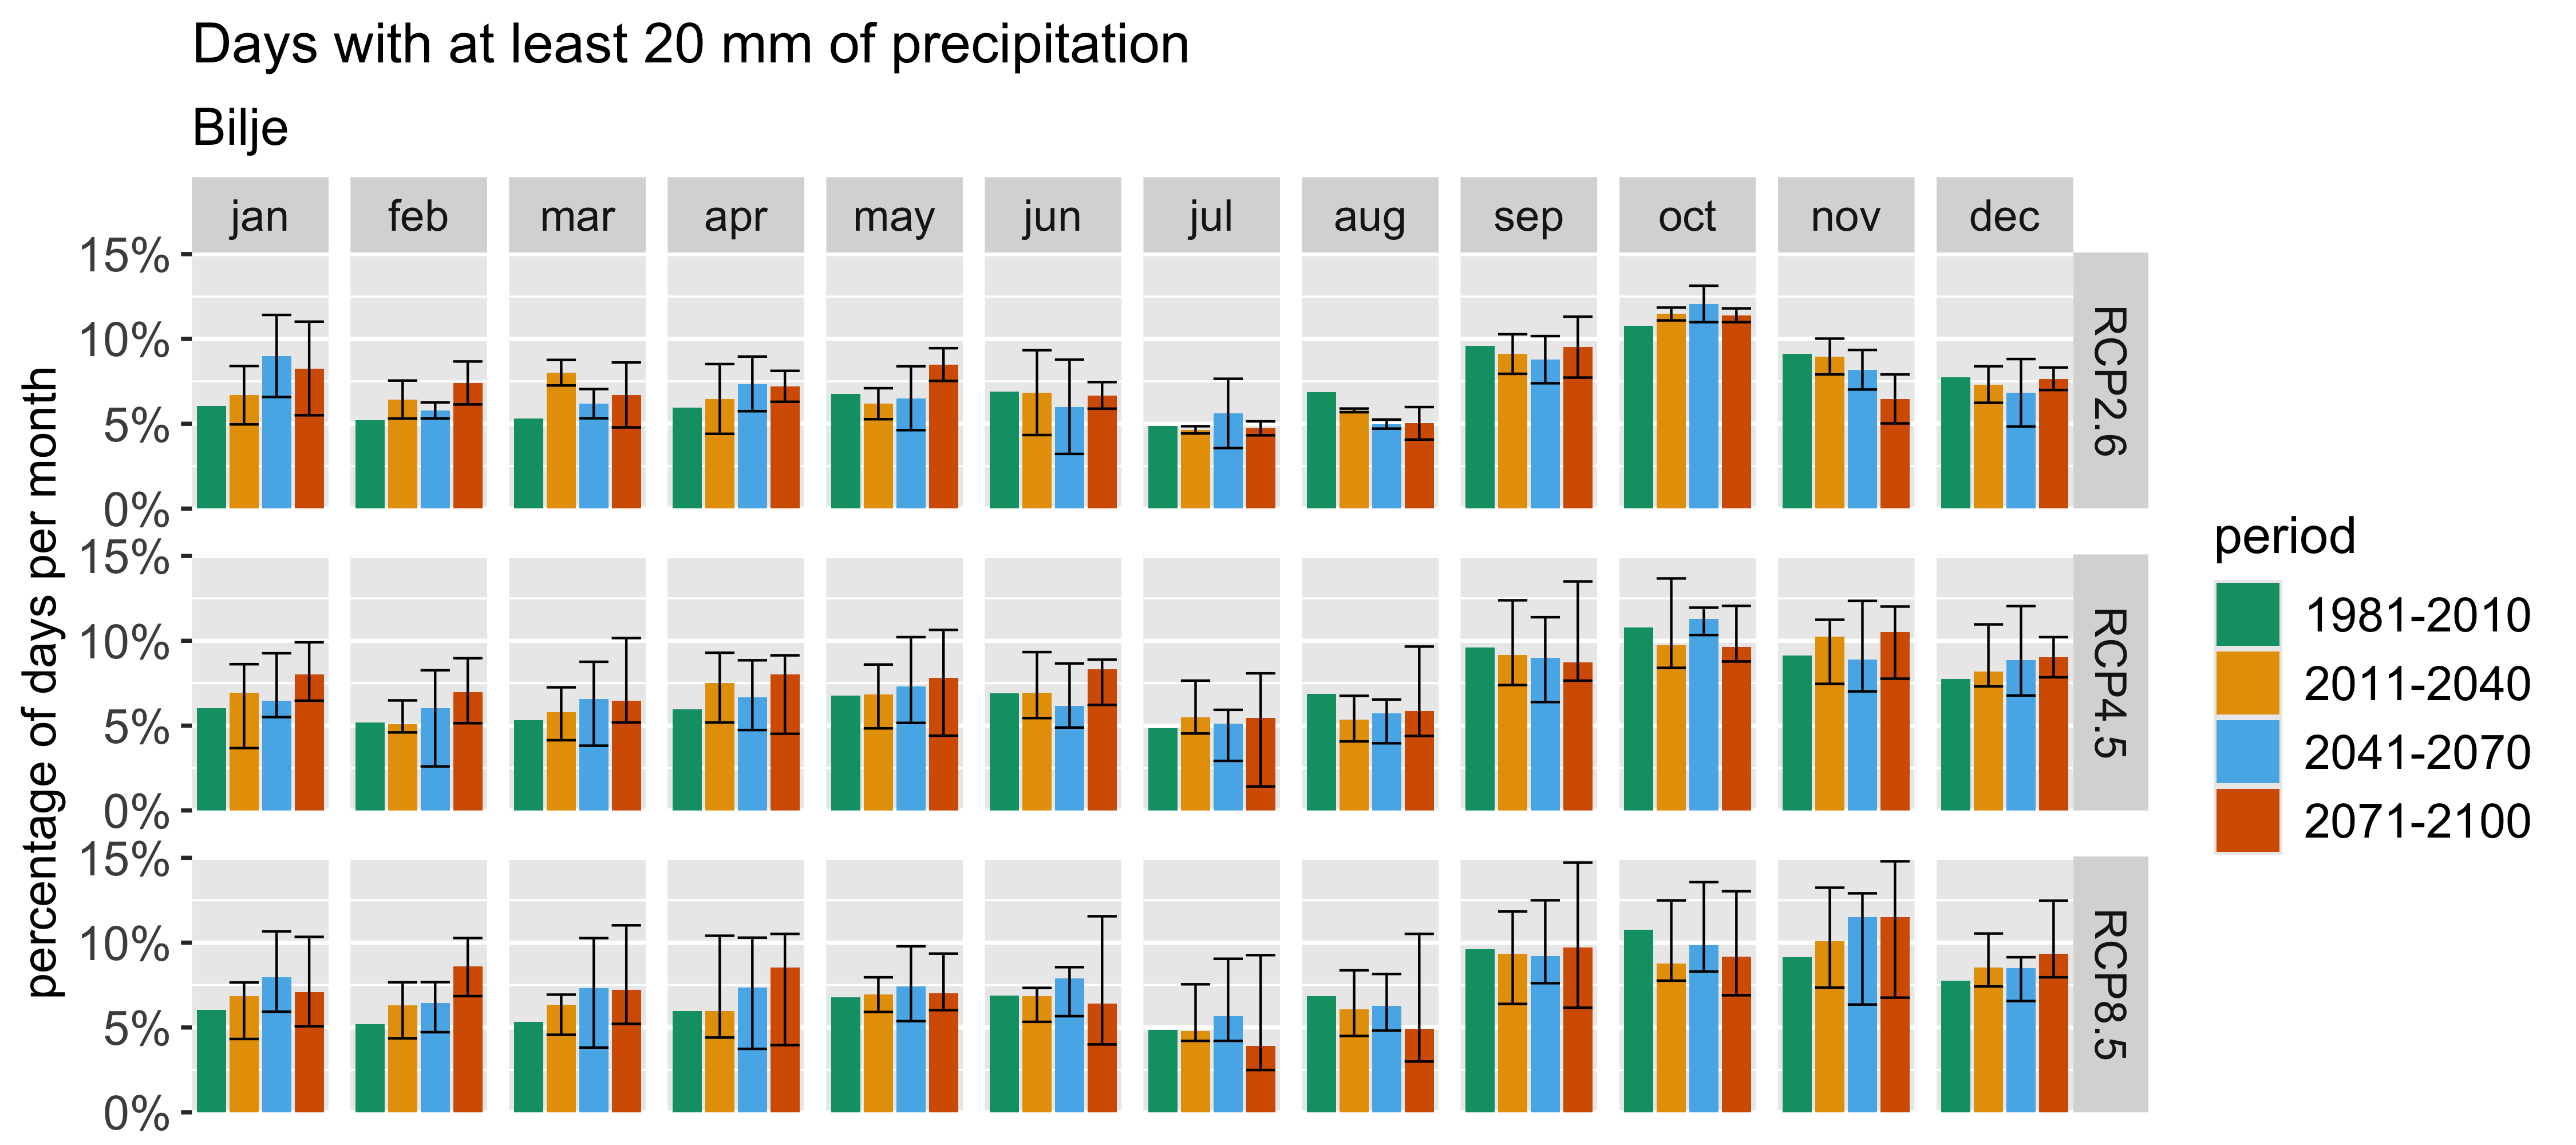 Days with at least 20 mm of precipitation
Bilje
jan feb mar apr may jun jul aug sep oct nov dec
percentage of days per month
15%
10%
5%
0%
RCP2.6
15%
10%
5%
0%
RCP4.5
15%
10%
5%
0%
RCP8.5
period
1981-2010
2011-2040
2041-2070
2071-2100